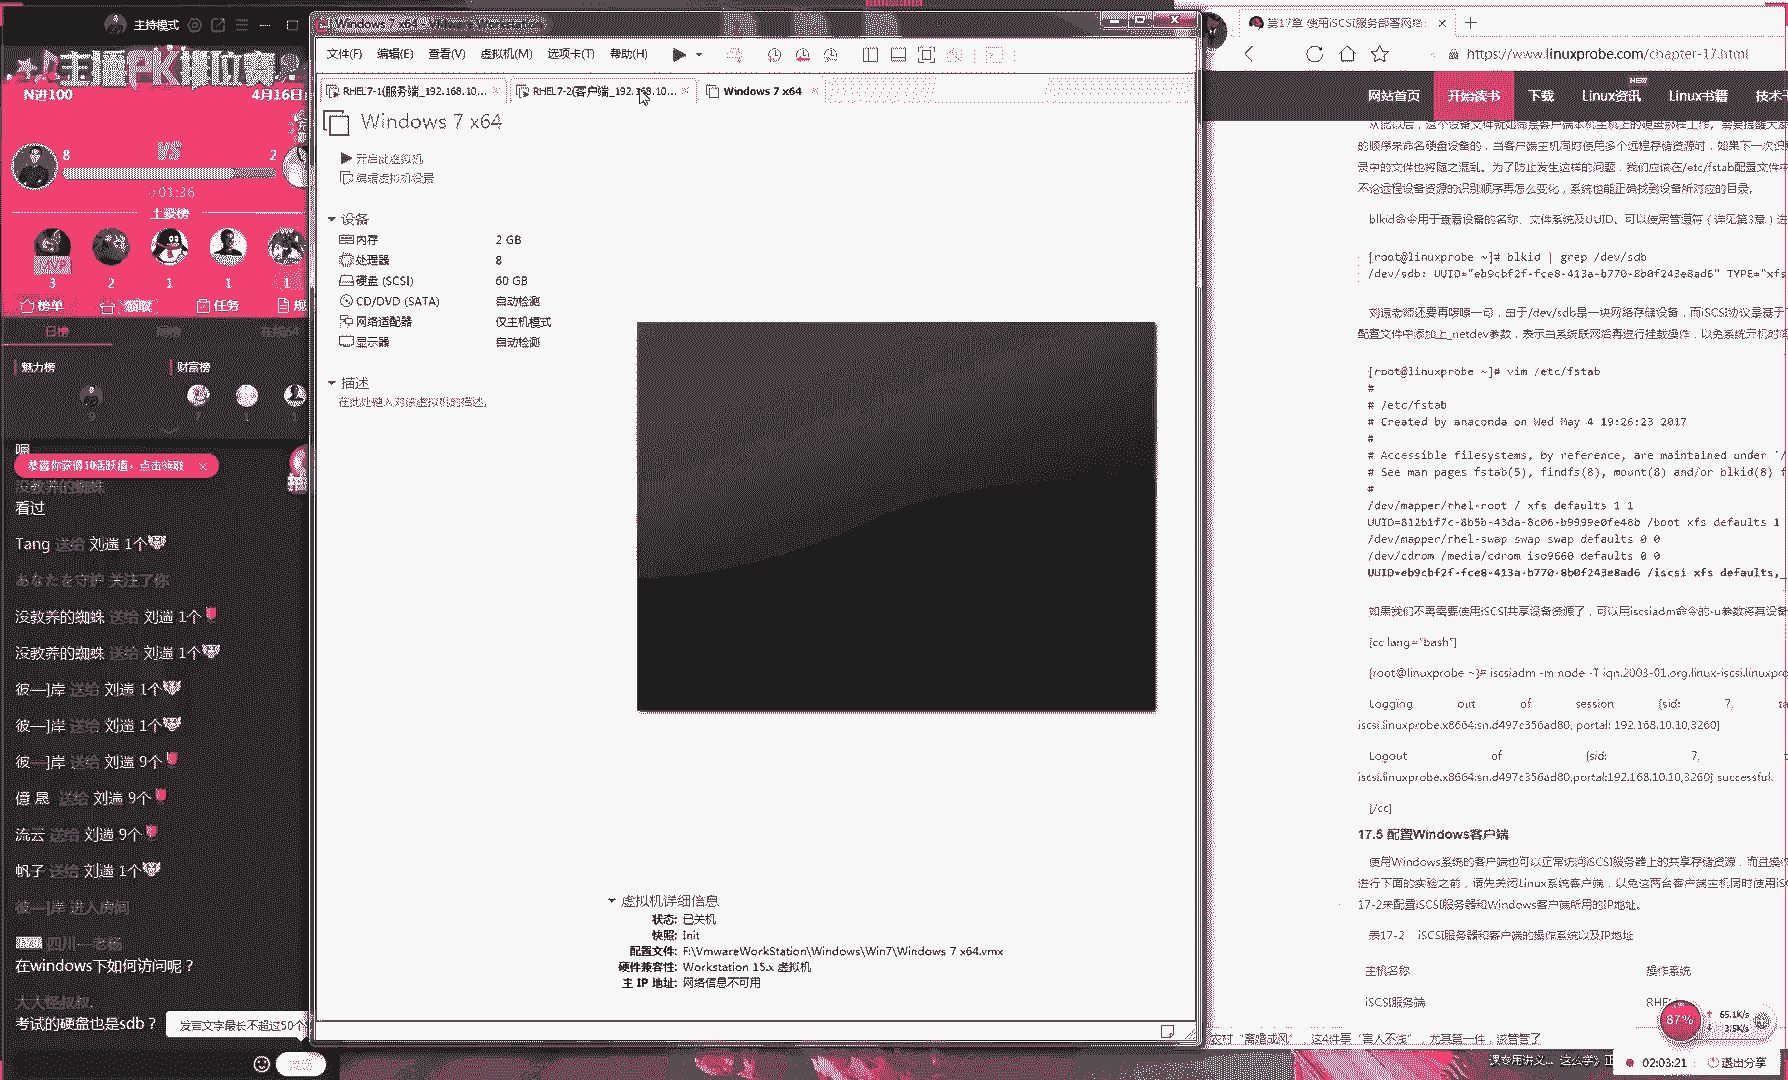 主持模式
主播PK排位赛
N进100
4月16日
8
VS
2
01:36
土豪榜
MVP
3
2
1
1
1
榜单
领取
任务
日榜
周榜
魅力榜
财富榜
9
7
1
嗯
恭喜你获得10活跃值，点击领取
没教养的蜘蛛
看过
Tang 送给 刘遄 1个
あなたを守护 关注了你
没教养的蜘蛛 送给 刘遄 1个
没教养的蜘蛛 送给 刘遄 1个
彼—]岸 送给 刘遄 1个
彼—]岸 送给 刘遄 1个
彼—]岸 送给 刘遄 9个
億 晟 送给 刘遄 9个
流云 送给 刘遄 9个
帆子 送给 刘遄 1个
彼—]岸 进入房间
四川—老杨
在windows下如何访问呢？
大大怪叔叔.
考试的硬盘也是sdb？
发言文字最长不超过50个
Windows 7 x64 - VMware Workstation
文件(F) 编辑(E) 查看(V) 虚拟机(M) 选项卡(T) 帮助(H)
RHEL7-1(服务端_192.168.10...
RHEL7-2(客户端_192.168.10...
Windows 7 x64
Windows 7 x64
开启此虚拟机
编辑虚拟机设置
设备
内存 2 GB
处理器 8
硬盘 (SCSI) 60 GB
CD/DVD (SATA) 自动检测
网络适配器 仅主机模式
显示器 自动检测
描述
在此处键入对该虚拟机的描述。
虚拟机详细信息
状态: 已关机
快照: Init
配置文件: F:\VmwareWorkStation\Windows\Win7\Windows 7 x64.vmx
硬件兼容性: Workstation 15.x 虚拟机
主 IP 地址: 网络信息不可用
第17章 使用iSCSI服务部署网络
https://www.linuxprobe.com/chapter-17.html
网站首页 开始读书 下载 Linux资讯 Linux书籍
NEW
从此以后，这个设备文件就如同是客户端本机主机上的硬盘那样工作。需要提醒大家
的顺序来命名硬盘设备的，当客户端主机同时使用多个远程存储资源时，如果下一次识
录中的文件也将随之混乱。为了防止发生这样的问题，我们应该在/etc/fstab配置文件中
不论远程设备资源的识别顺序再怎么变化，系统也能正确找到设备所对应的目录。
blkid命令用于查看设备的名称、文件系统及UUID。可以使用管道符（详见第3章）进
[root@linuxprobe ~]# blkid | grep /dev/sdb
/dev/sdb: UUID="eb9cbf2f-fce8-413a-b770-8b0f243e8ad6" TYPE="xfs
刘遄老师还要再啰嗦一句，由于/dev/sdb是一块网络存储设备，而iSCSI协议是基于
配置文件中添加上_netdev参数，表示当系统联网后再进行挂载操作，以免系统开机时间
[root@linuxprobe ~]# vim /etc/fstab
#
# /etc/fstab
# Created by anaconda on Wed May 4 19:26:23 2017
#
# Accessible filesystems, by reference, are maintained under '/
# See man pages fstab(5), findfs(8), mount(8) and/or blkid(8) f
#
/dev/mapper/rhel-root / xfs defaults 1 1
UUID=812b1f7c-8b5b-43da-8c06-b9999e0fe48b /boot xfs defaults 1
/dev/mapper/rhel-swap swap swap defaults 0 0
/dev/cdrom /media/cdrom iso9660 defaults 0 0
UUID=eb9cbf2f-fce8-413a-b770-8b0f243e8ad6 /iscsi xfs defaults,_
如果我们不再需要使用iSCSI共享设备资源了，可以用iscsiadm命令的-u参数将其设备
[cc lang="bash"]
[root@linuxprobe ~]# iscsiadm -m node -T iqn.2003-01.org.linux-iscsi.linuxpro
Logging out of session [sid: 7, ta
iscsi.linuxprobe.x8664:sn.d497c356ad80, portal: 192.168.10.10,3260]
Logout of [sid: 7, t
iscsi.linuxprobe.x8664:sn.d497c356ad80,portal:192.168.10.10,3260] successful.
[/cc]
17.5 配置Windows客户端
使用Windows系统的客户端也可以正常访问iSCSI服务器上的共享存储资源，而且操作
进行下面的实验之前，请先关闭Linux系统客户端，以免这两台客户端主机同时使用iSC
17-2来配置iSCSI服务器和Windows客户端所用的IP地址。
表17-2 iSCSI服务器和客户端的操作系统以及IP地址
主机名称 操作系统
iSCSI服务端 RHEL
87%
65.1K/s
3.5K/s
02:03:21
退出分享